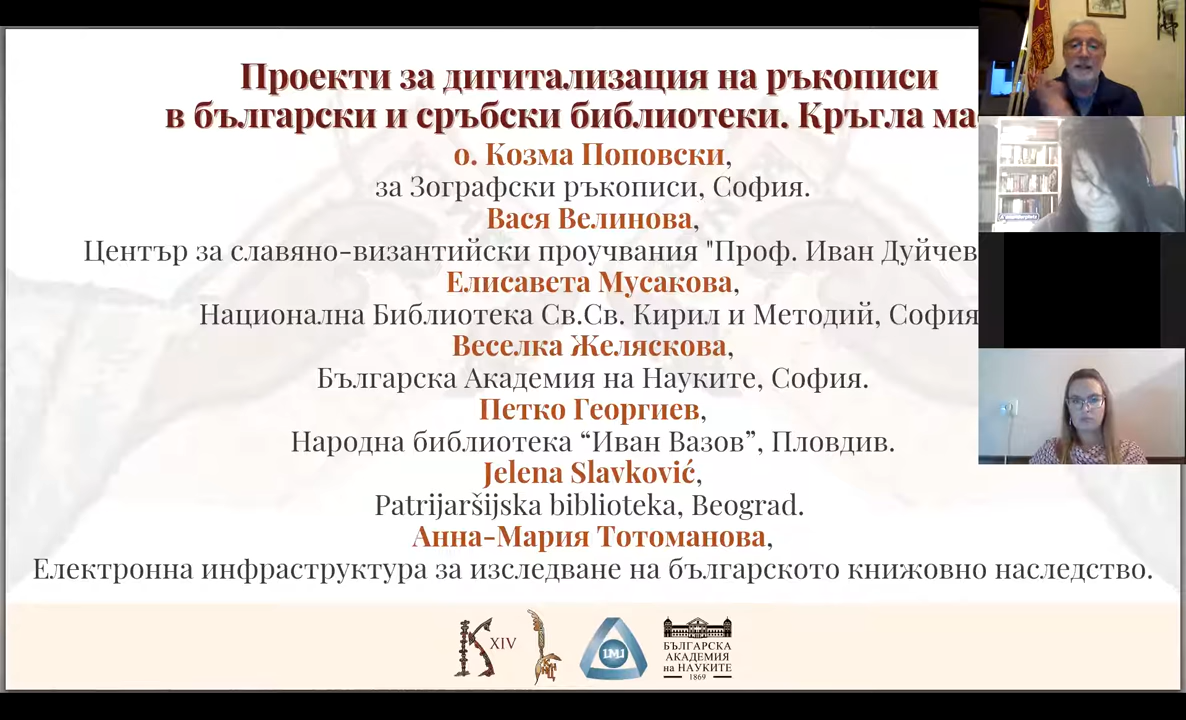 Проекти за дигитализация на ръкописи
в български и сръбски библиотеки. Кръгла ма
о. Козма Поповски,
за Зографски ръкописи, София.
Вася Велинова,
Център за славяно-византийски проучвания "Проф. Иван Дуйчев
Елисавета Мусакова,
Национална Библиотека Св.Св. Кирил и Методий, София
Веселка Желяскова,
Българска Академия на Науките, София.
Петко Георгиев,
Народна библиотека “Иван Вазов”, Пловдив.
Jelena Slavković,
Patrijaršijska biblioteka, Beograd.
Анна-Мария Тотоманова,
Електронна инфраструктура за изследване на българското книжовно наследство.
XIV
БЪЛГАРСКА
АКАДЕМИЯ
на НАУКИТЕ
1869